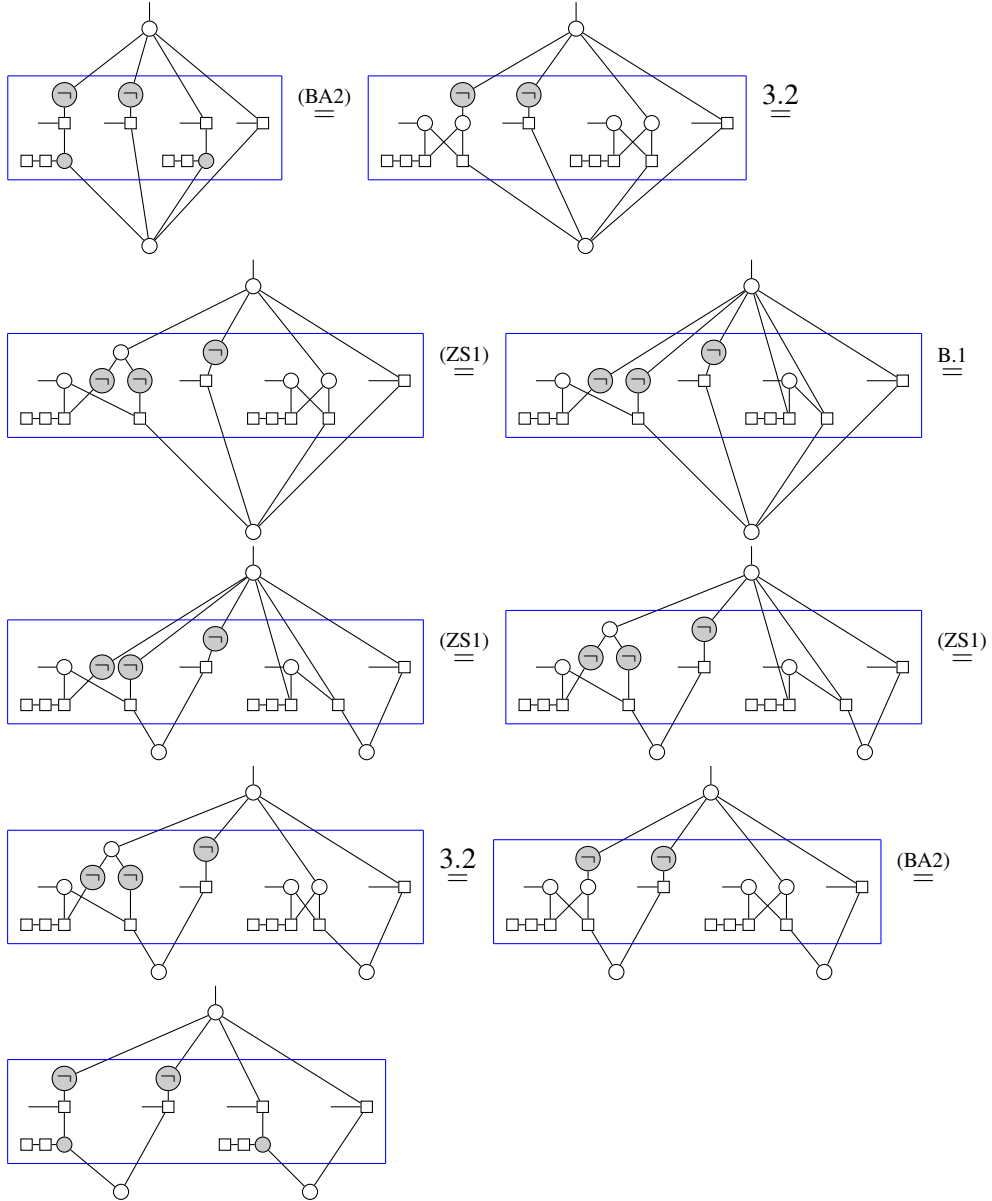 ¬ ¬ (BA2) = ¬ ¬ 3.2 =
¬ ¬ ¬ (ZS1) = ¬ ¬ ¬ B.1 =
¬ ¬ ¬ (ZS1) = ¬ ¬ ¬ (ZS1) =
¬ ¬ ¬ 3.2 = ¬ ¬ (BA2) =
¬ ¬